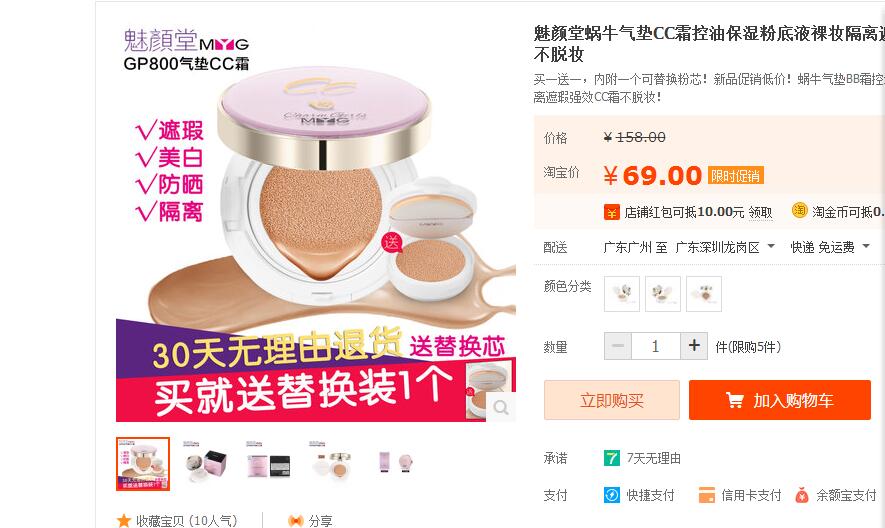 魅顔堂MYG
GP800气垫CC霜
√遮瑕
√美白
√防晒
√隔离
送
30天无理由退货 送替换芯
买就送替换装1个
收藏宝贝 (10人气)
分享
魅颜堂蜗牛气垫CC霜控油保湿粉底液裸妆隔离
不脱妆
买一送一，内附一个可替换粉芯！新品促销低价！蜗牛气垫BB霜控
离遮瑕强效CC霜不脱妆！
价格 ¥ 158.00
淘宝价 ¥ 69.00 限时促销
店铺红包可抵10.00元 领取 淘 淘金币可抵0.
配送 广东广州 至 广东深圳龙岗区 快递 免运费
颜色分类
数量 − 1 + 件(限购5件)
立即购买 加入购物车
承诺 7 7天无理由
支付 快捷支付 信用卡支付 余额宝支付